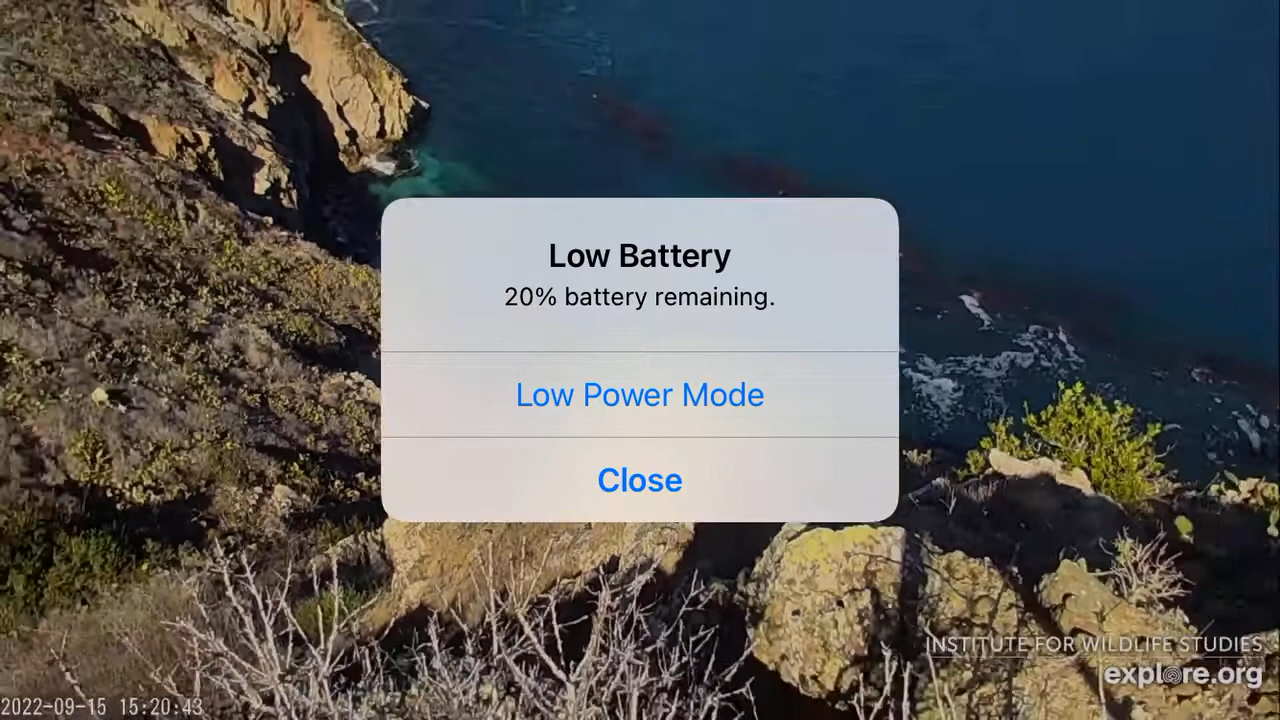 Low Battery
20% battery remaining.
Low Power Mode
Close
INSTITUTE FOR WILDLIFE STUDIES
explore.org
2022-09-15 15:20:43